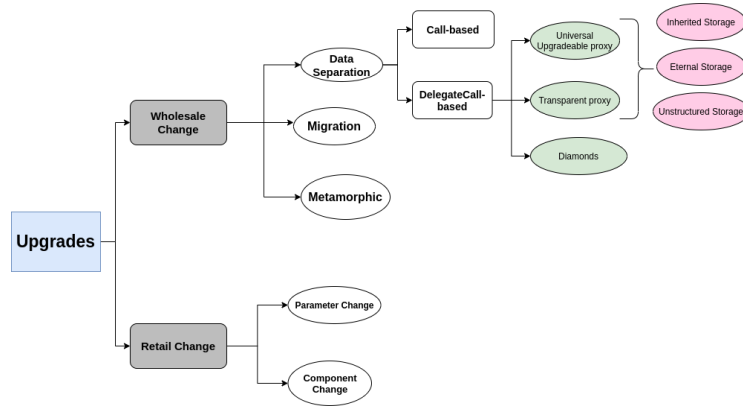 Upgrades
Wholesale
Change
Retail Change
Data
Separation
Migration
Metamorphic
Parameter Change
Component
Change
Call-based
DelegateCall-
based
Universal
Upgradeable proxy
Transparent proxy
Diamonds
Inherited Storage
Eternal Storage
Unstructured Storage